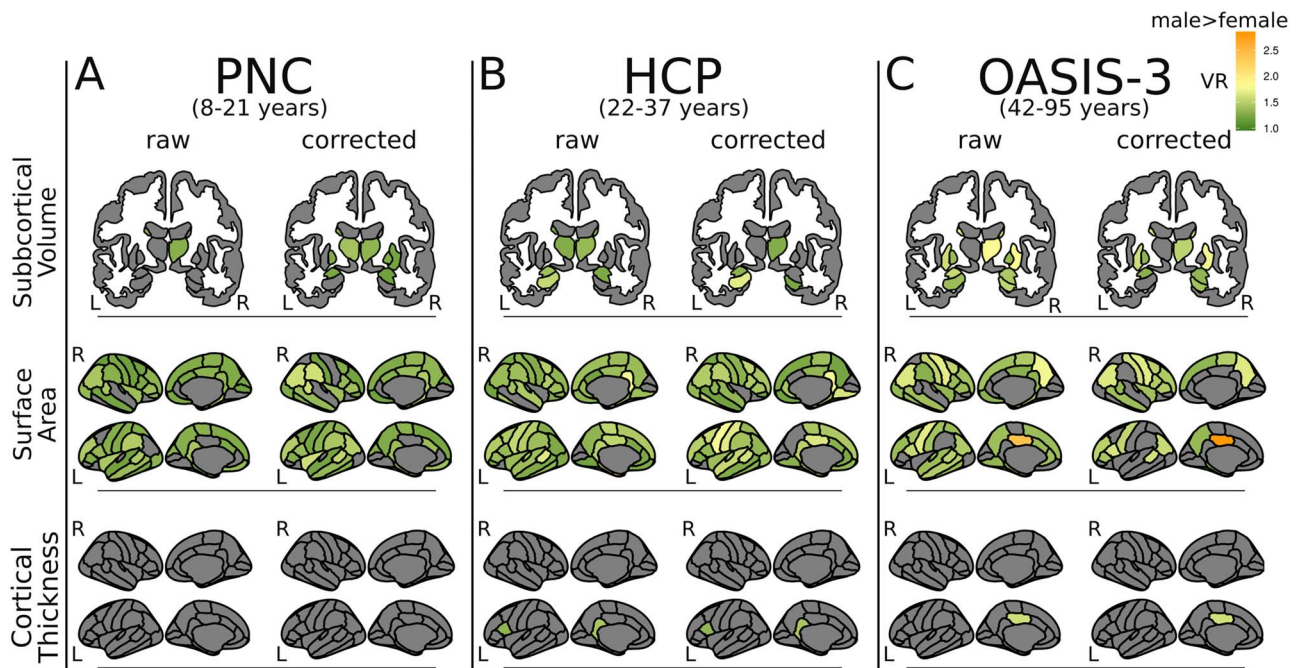 male>female
VR
2.5
2.0
1.5
1.0
A
PNC
(8-21 years)
raw
corrected
B
HCP
(22-37 years)
raw
corrected
C
OASIS-3
(42-95 years)
raw
corrected
Subcortical
Volume
L
R
L
R
L
R
Surface
Area
R
R
R
R
R
R
L
L
L
L
L
L
Cortical
Thickness
R
R
R
R
R
R
L
L
L
L
L
L